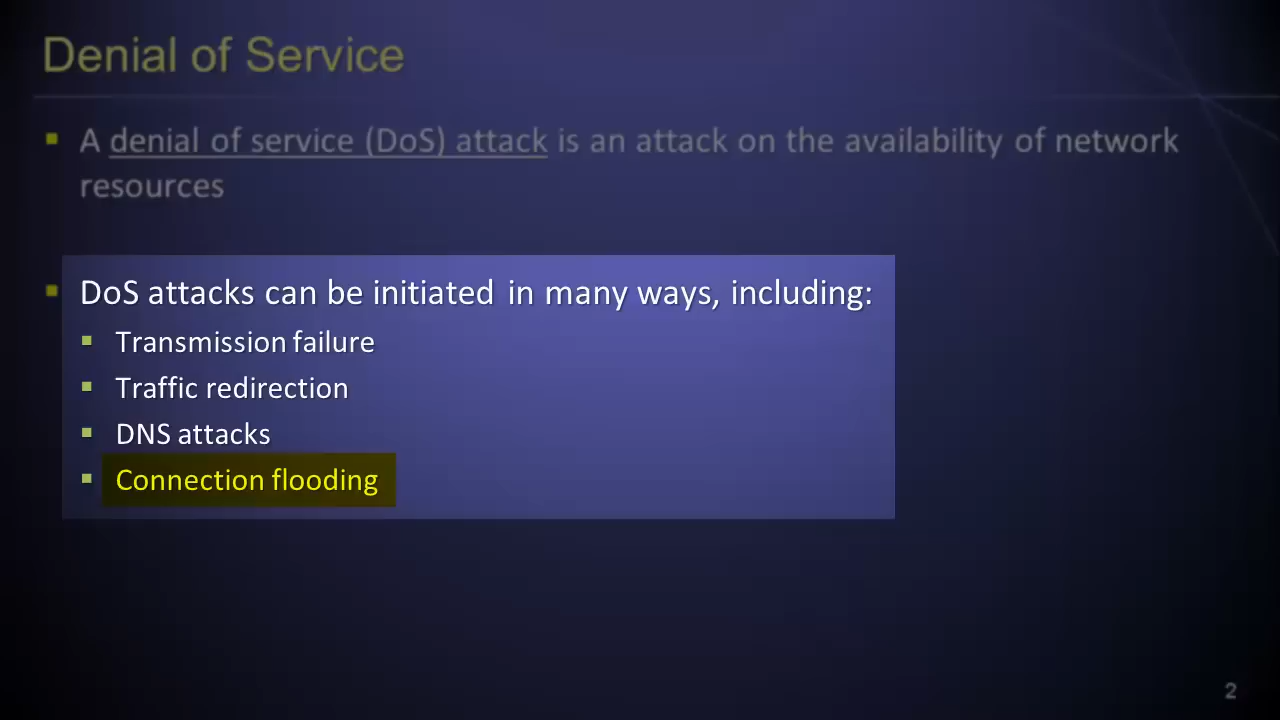 Denial of Service
A denial of service (DoS) attack is an attack on the availability of network
resources
DoS attacks can be initiated in many ways, including:
Transmission failure
Traffic redirection
DNS attacks
Connection flooding
2